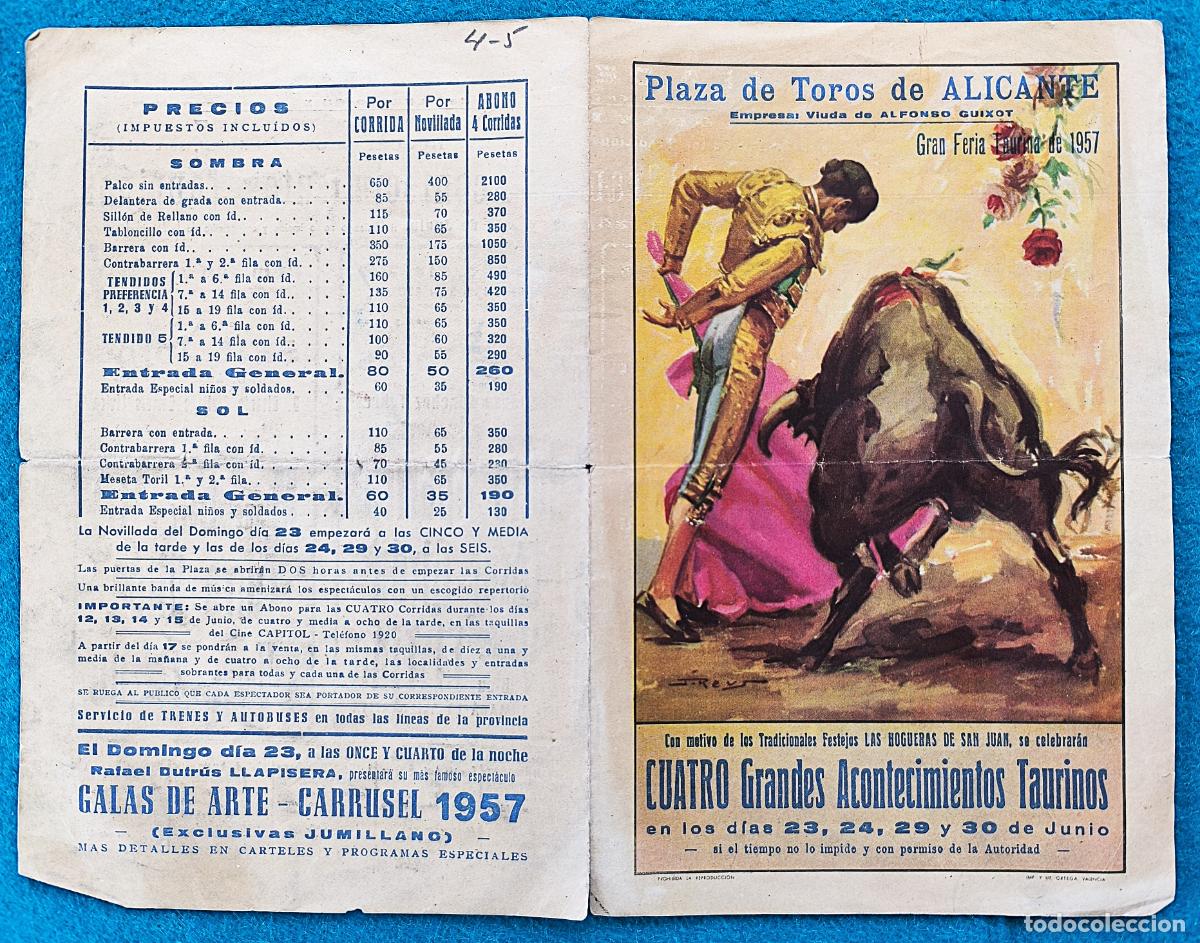 4-5
PRECIOS
(IMPUESTOS INCLUÍDOS)
Por CORRIDA
Por Novillada
ABONO 4 Corridas
Pesetas Pesetas Pesetas
SOMBRA
Palco sin entradas. . . . . . . . . . 650 400 2100
Delantera de grada con entrada. . . . . 85 55 280
Sillón de Rellano con íd.. . . . . . . . 115 70 370
Tabloncillo con íd. . . . . . . . . . 110 65 350
Barrera con íd. . . . . . . . . . . 350 175 1050
Contrabarrera 1.ª y 2.ª fila con íd. . . . 275 150 850
TENDIDOS PREFERENCIA 1, 2, 3 y 4
1.ª a 6.ª fila con íd. . . . 160 85 490
7.ª a 14 fila con íd.. . . . 135 75 420
15 a 19 fila con íd. . . . 110 65 350
TENDIDO 5
1.ª a 6.ª fila con íd. . . . 110 65 350
7.ª a 14 fila con íd.. . . . 100 60 320
15 a 19 fila con íd.. . . . 90 55 290
Entrada General. 80 50 260
Entrada Especial niños y soldados. . . . 60 35 190
SOL
Barrera con entrada. . . . . . . . . 110 65 350
Contrabarrera 1.ª fila con íd. . . . . . 85 55 280
Contrabarrera 2.ª fila con íd. . . . . . 70 45 230
Meseta Toril 1.ª y 2.ª fila. . . . . . . 110 65 350
Entrada General. 60 35 190
Entrada Especial niños y soldados. . . . 40 25 130
La Novillada del Domingo día 23 empezará a las CINCO Y MEDIA
de la tarde y las de los días 24, 29 y 30, a las SEIS.
Las puertas de la Plaza se abrirán DOS horas antes de empezar las Corridas
Una brillante banda de música amenizará los espectáculos con un escogido repertorio
IMPORTANTE: Se abre un Abono para las CUATRO Corridas durante los días
12, 13, 14 y 15 de Junio, de cuatro y media a ocho de la tarde, en las taquillas
del Cine CAPITOL - Teléfono 1920
A partir del día 17 se pondrán a la venta, en las mismas taquillas, de diez a una y
media de la mañana y de cuatro a ocho de la tarde, las localidades y entradas
sobrantes para todas y cada una de las Corridas
SE RUEGA AL PUBLICO QUE CADA ESPECTADOR SEA PORTADOR DE SU CORRESPONDIENTE ENTRADA
Servicio de TRENES Y AUTOBUSES en todas las líneas de la provincia
El Domingo día 23, a las ONCE Y CUARTO de la noche
Rafael Dutrús LLAPISERA, presentará su más famoso espectáculo
GALAS DE ARTE - CARRUSEL 1957
— (Exclusivas JUMILLANO) —
MAS DETALLES EN CARTELES Y PROGRAMAS ESPECIALES
Plaza de Toros de ALICANTE
Empresa: Viuda de ALFONSO GUIXOT
Gran Feria Taurina de 1957
J. Reus
Con motivo de los Tradicionales Festejos LAS HOGUERAS DE SAN JUAN, se celebrarán
CUATRO Grandes Acontecimientos Taurinos
en los días 23, 24, 29 y 30 de Junio
— si el tiempo no lo impide y con permiso de la Autoridad —
PROHIBIDA LA REPRODUCCIÓN
IMP. Y LIT. ORTEGA. VALENCIA
todocoleccion